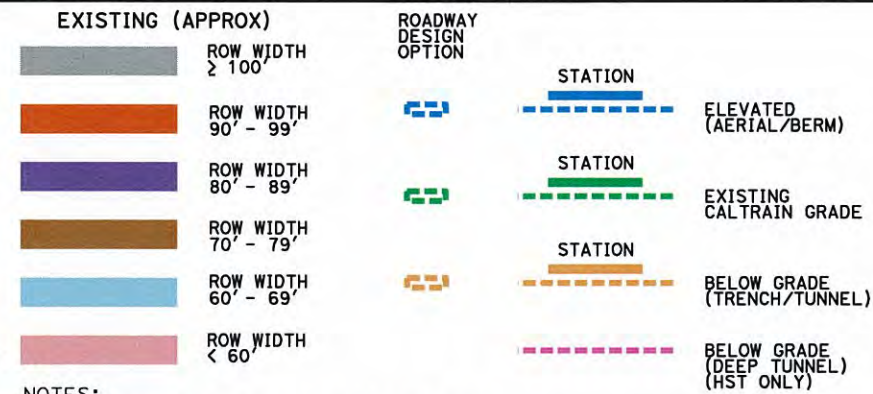 EXISTING (APPROX)
ROW WIDTH
≥ 100'
ROW WIDTH
90' - 99'
ROW WIDTH
80' - 89'
ROW WIDTH
70' - 79'
ROW WIDTH
60' - 69'
ROW WIDTH
< 60'
NOTES:
ROADWAY
DESIGN
OPTION
STATION
ELEVATED
(AERIAL/BERM)
STATION
EXISTING
CALTRAIN GRADE
STATION
BELOW GRADE
(TRENCH/TUNNEL)
BELOW GRADE
(DEEP TUNNEL)
(HST ONLY)